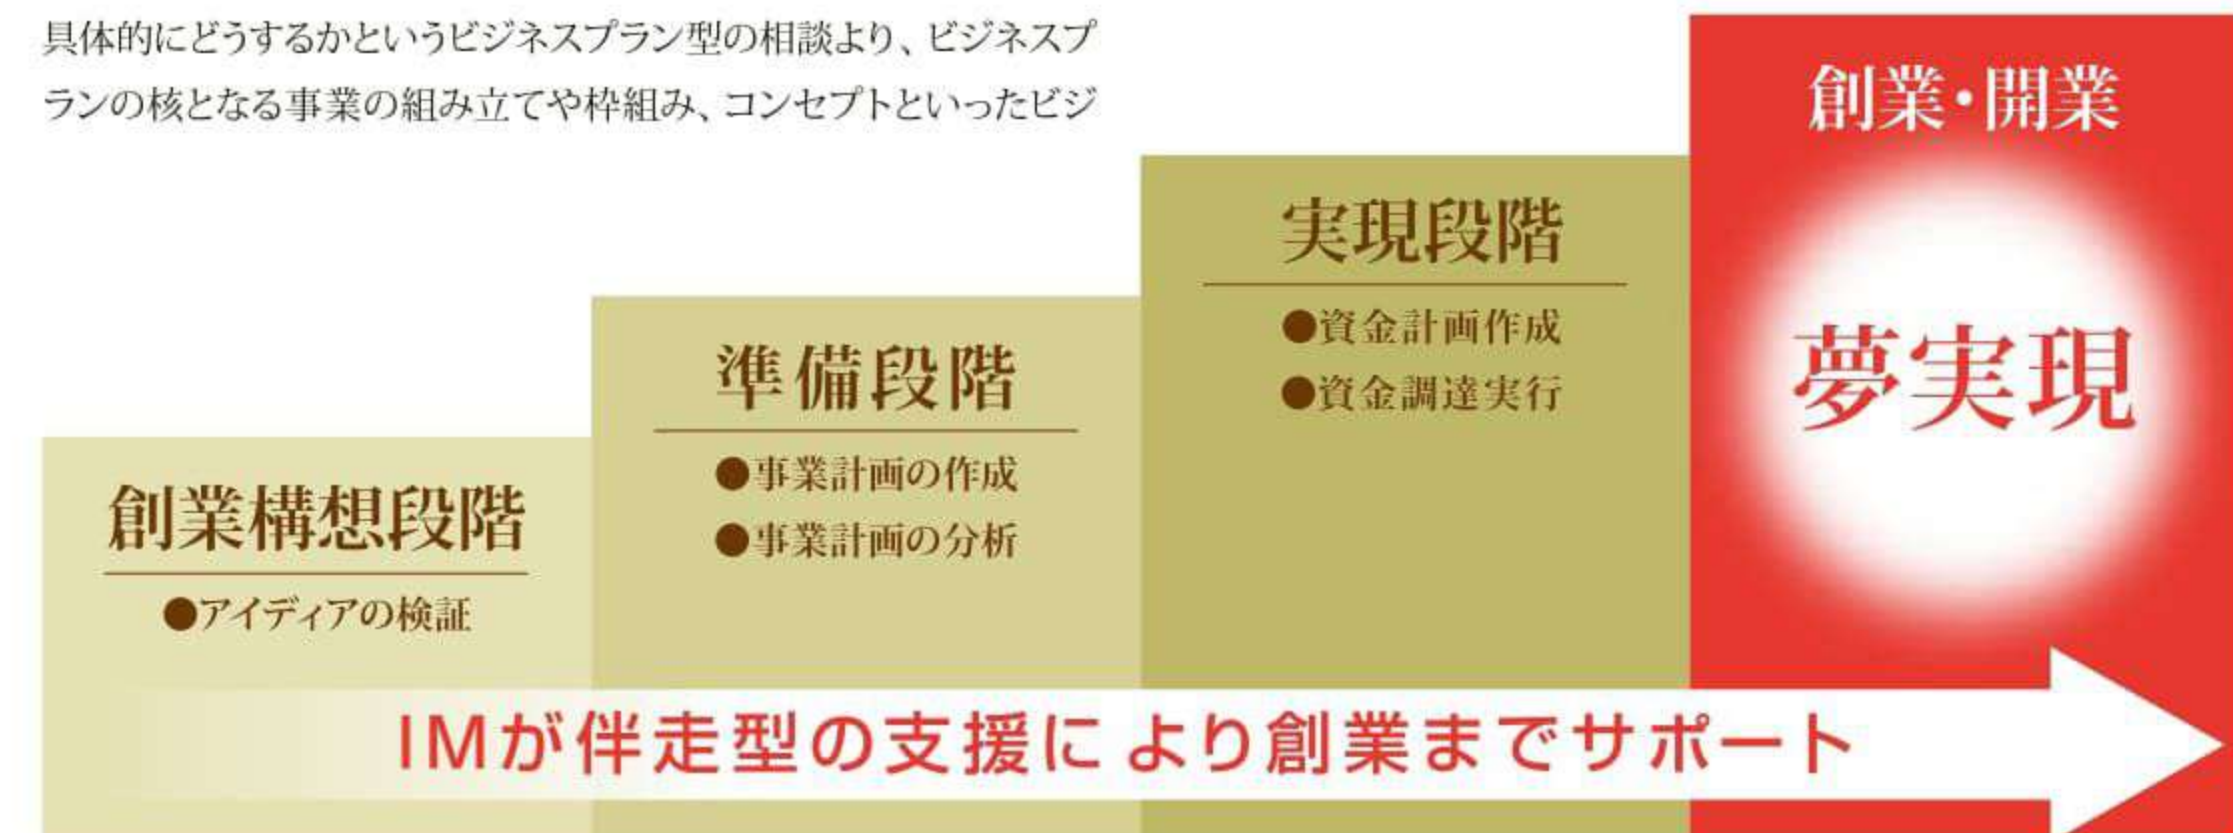 具体的にどうするかというビジネスプラン型の相談より、ビジネスプ
ランの核となる事業の組み立てや枠組み、コンセプトといったビジ
創業構想段階
●アイディアの検証
準備段階
●事業計画の作成
●事業計画の分析
実現段階
●資金計画作成
●資金調達実行
創業・開業
夢実現
IMが伴走型の支援により創業までサポート